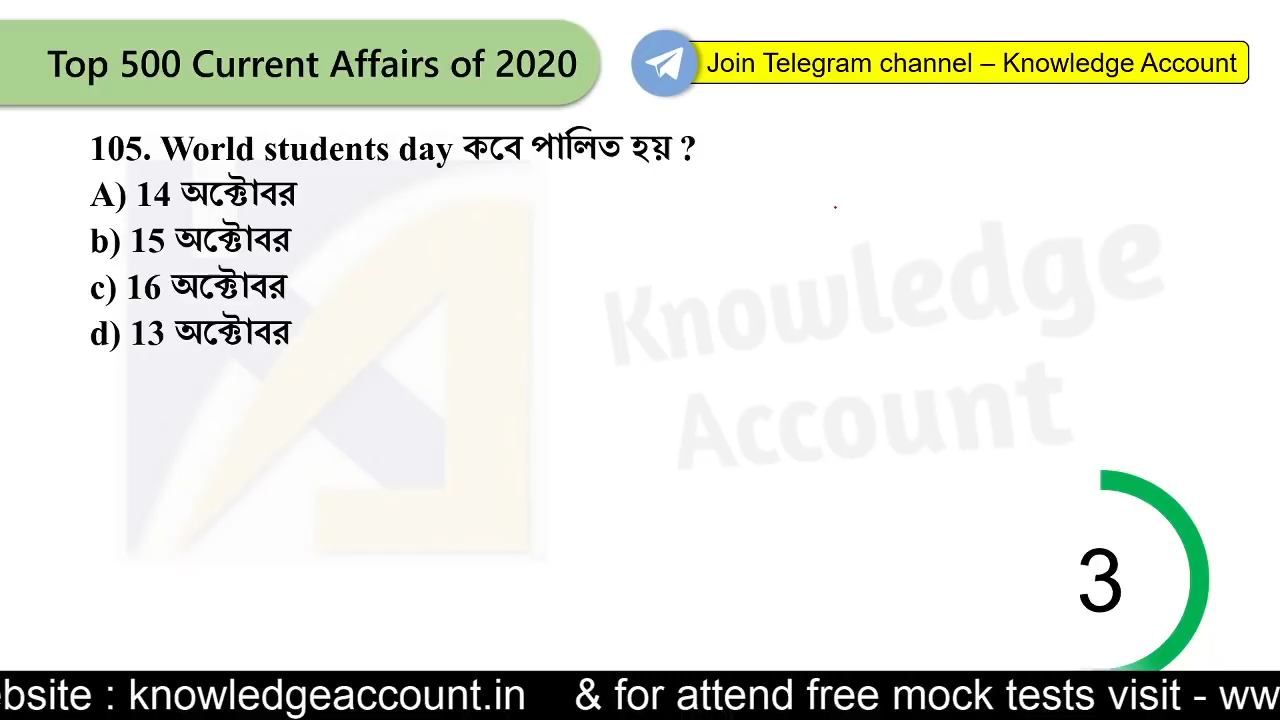 Top 500 Current Affairs of 2020
Join Telegram channel – Knowledge Account
105. World students day কবে পালিত হয় ?
A) 14 অক্টোবর
b) 15 অক্টোবর
c) 16 অক্টোবর
d) 13 অক্টোবর
Knowledge
Account
3
ebsite : knowledgeaccount.in & for attend free mock tests visit - ww